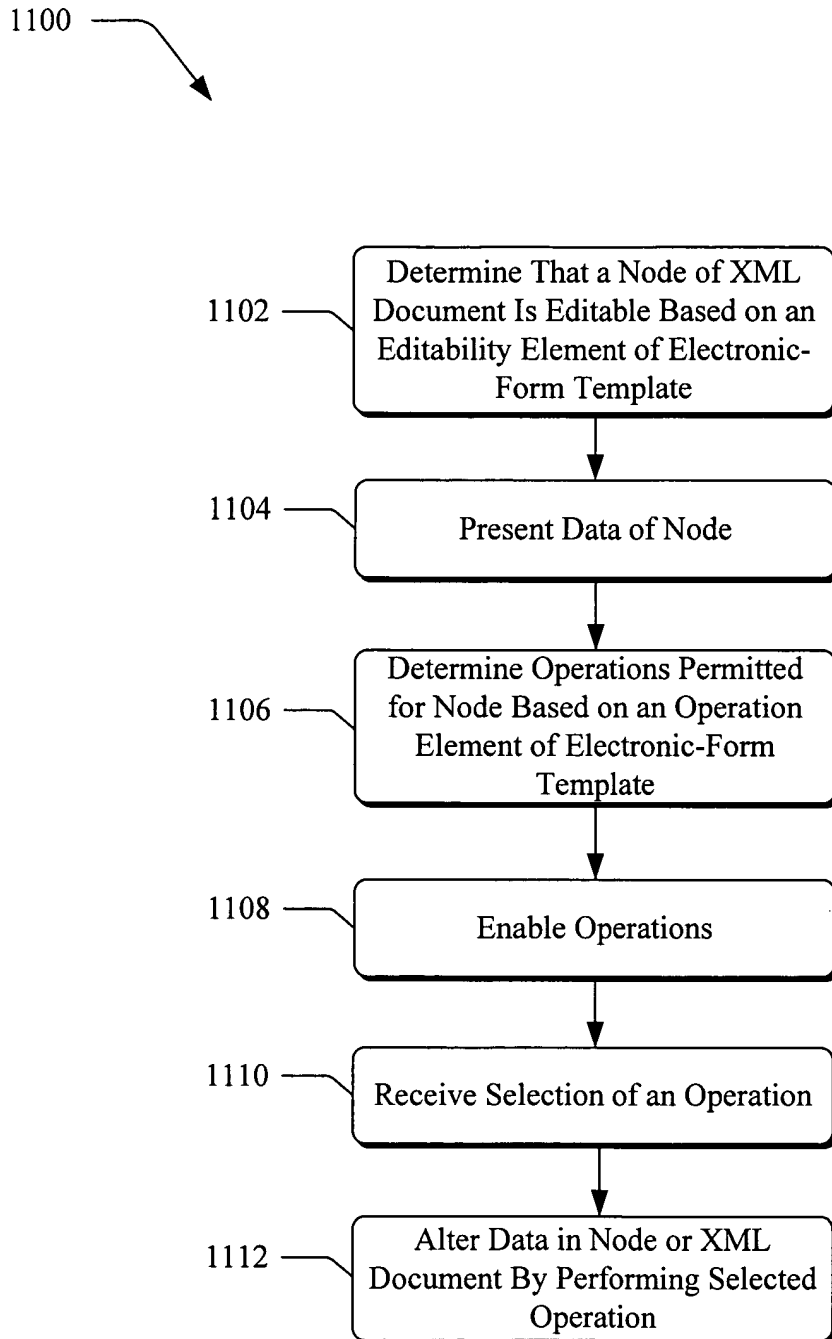 1100
Determine That a Node of XML
Document Is Editable Based on an
Editability Element of Electronic-
Form Template
1102
1104
Present Data of Node
Determine Operations Permitted
for Node Based on an Operation
Element of Electronic-Form
Template
1106
1108
Enable Operations
1110
Receive Selection of an Operation
Alter Data in Node or XML
Document By Performing Selected
Operation
1112